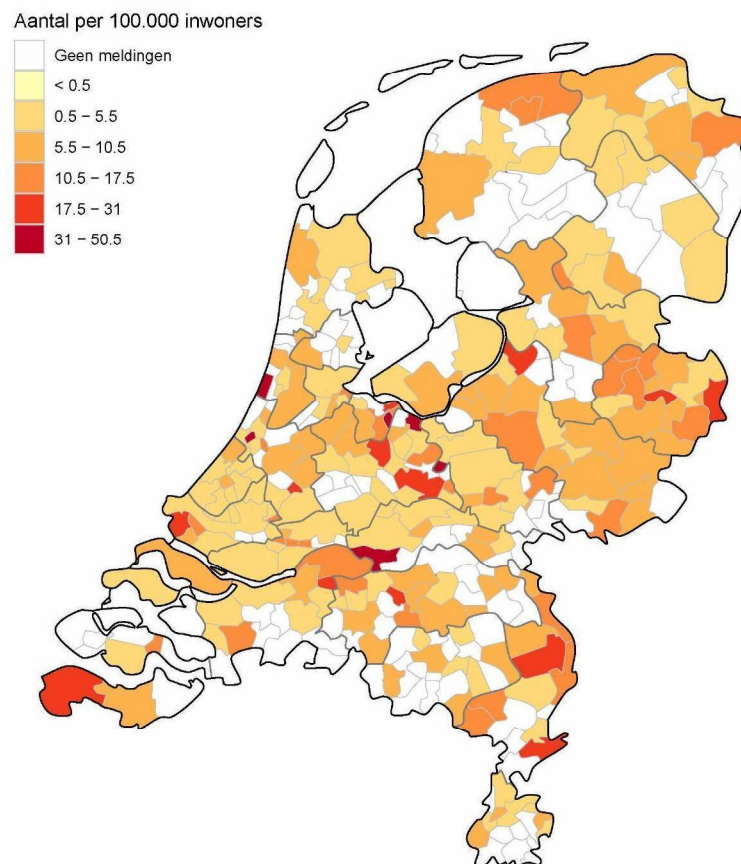 Aantal per 100.000 inwoners
Geen meldingen
< 0.5
0.5 – 5.5
5.5 – 10.5
10.5 – 17.5
17.5 – 31
31 – 50.5